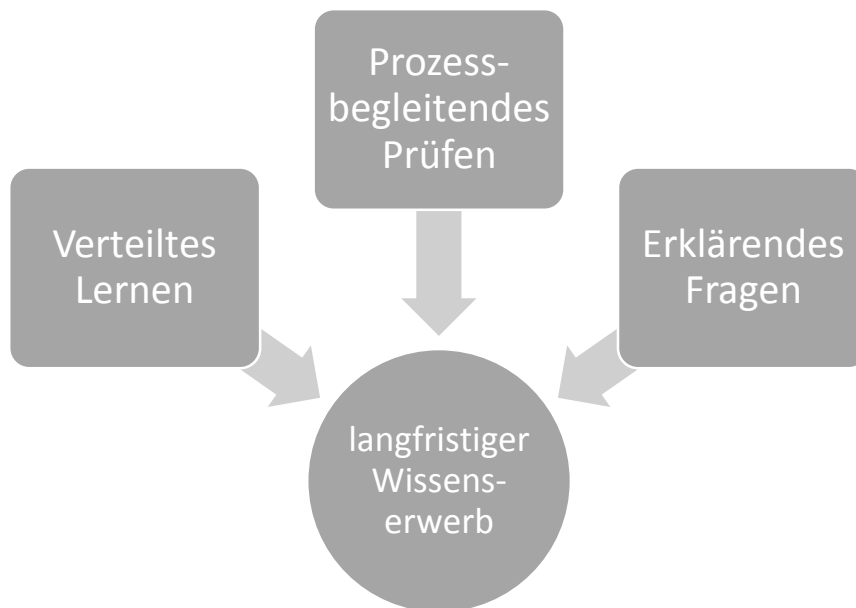 Prozess-
begleitendes
Prüfen
Verteiltes
Lernen
Erklärendes
Fragen
langfristiger
Wissens-
erwerb